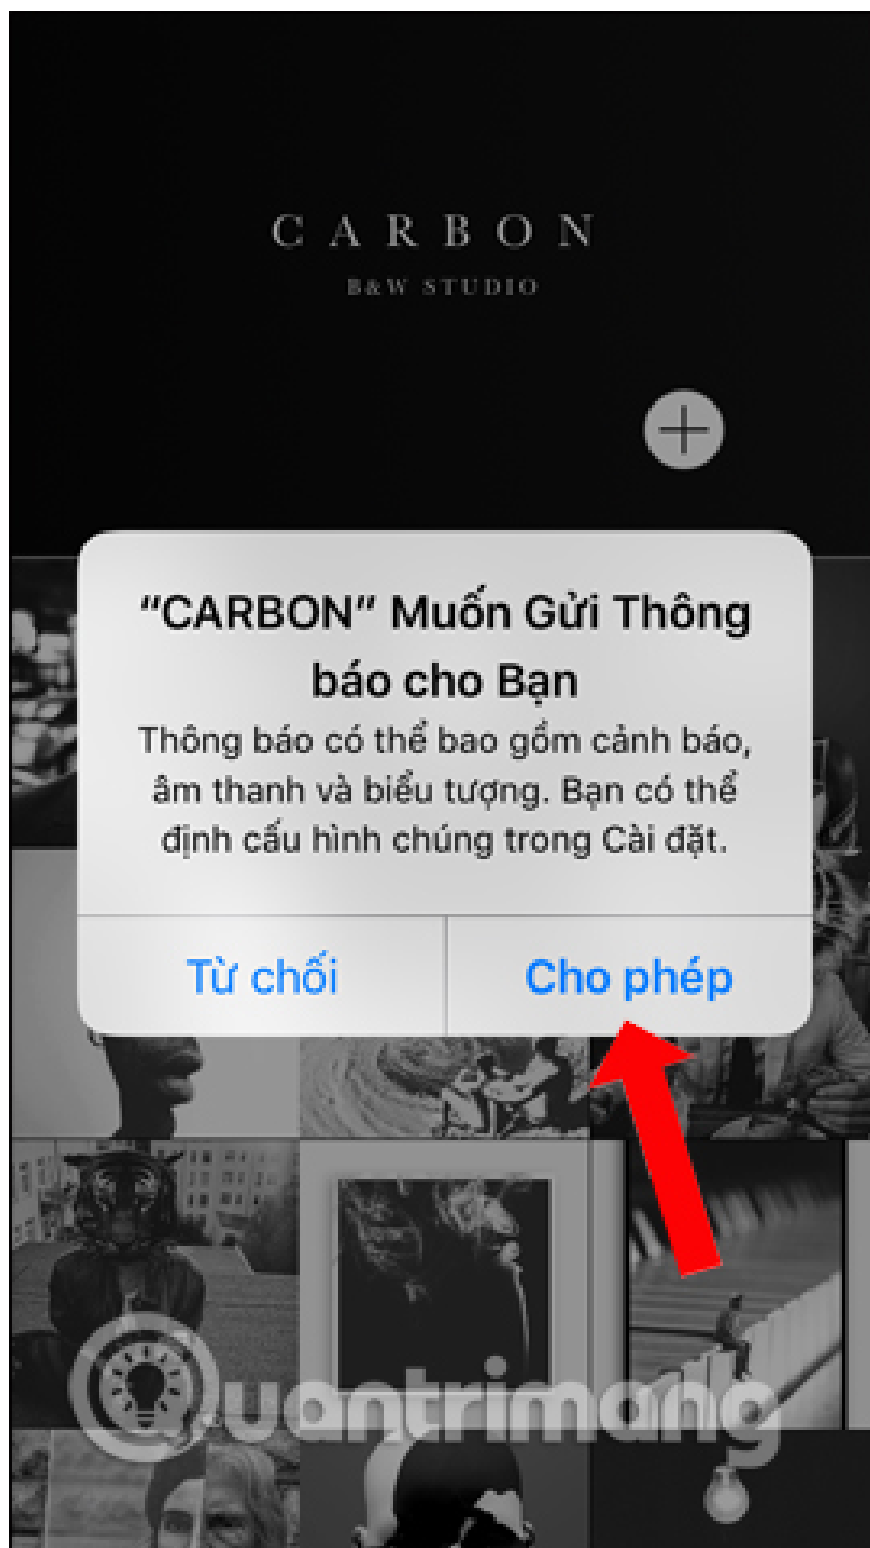 CARBON
B&W STUDIO
“CARBON” Muốn Gửi Thông
báo cho Bạn
Thông báo có thể bao gồm cảnh báo,
âm thanh và biểu tượng. Bạn có thể
định cấu hình chúng trong Cài đặt.
Từ chối
Cho phép
Quantrimang